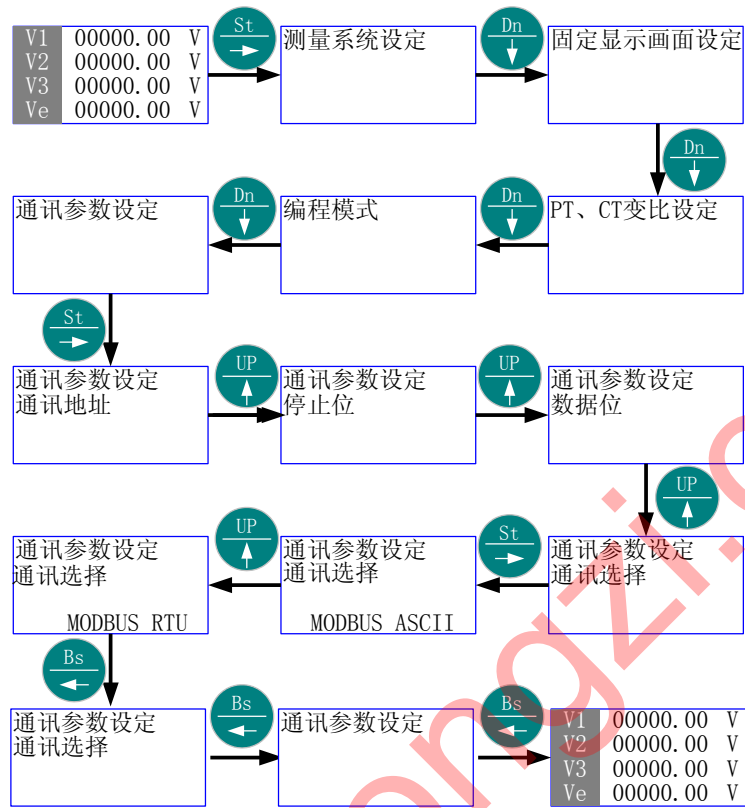 V1 00000.00 V
V2 00000.00 V
V3 00000.00 V
Ve 00000.00 V
St
测量系统设定
Dn
固定显示画面设定
Dn
PT、CT变比设定
Dn
编程模式
Dn
通讯参数设定
St
通讯参数设定
通讯地址
UP
通讯参数设定
停止位
UP
通讯参数设定
数据位
UP
通讯参数设定
通讯选择
St
通讯参数设定
通讯选择
MODBUS ASCII
UP
通讯参数设定
通讯选择
MODBUS RTU
Bs
通讯参数设定
通讯选择
Bs
通讯参数设定
Bs
V1 00000.00 V
V2 00000.00 V
V3 00000.00 V
Ve 00000.00 V